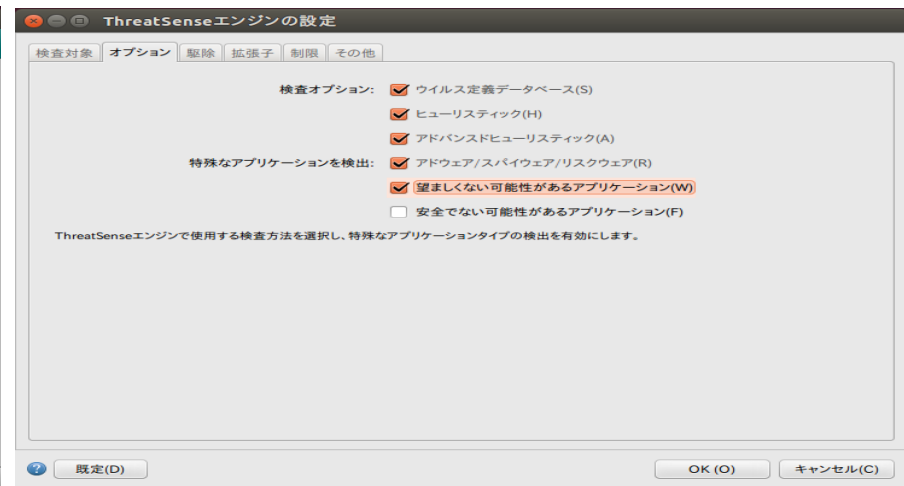 ThreatSenseエンジンの設定
検査対象 オプション 駆除 拡張子 制限 その他
検査オプション: ウイルス定義データベース(S)
ヒューリスティック(H)
アドバンスドヒューリスティック(A)
特殊なアプリケーションを検出: アドウェア/スパイウェア/リスクウェア(R)
望ましくない可能性があるアプリケーション(W)
安全でない可能性があるアプリケーション(F)
ThreatSenseエンジンで使用する検査方法を選択し、特殊なアプリケーションタイプの検出を有効にします。
? 既定(D) OK (O) キャンセル(C)